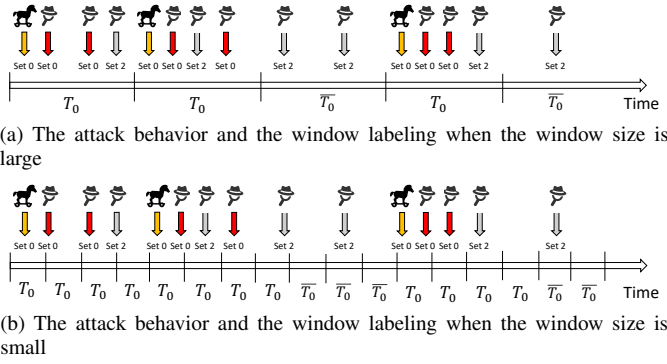 Set 0 Set 0 Set 0 Set 2 Set 0 Set 0 Set 2 Set 0 Set 2 Set 2 Set 0 Set 0 Set 0 Set 2 Set 2
T₀ T₀ T̅₀ T₀ T̅₀ Time
(a) The attack behavior and the window labeling when the window size is
large
Set 0 Set 0 Set 0 Set 2 Set 0 Set 0 Set 2 Set 0 Set 2 Set 2 Set 0 Set 0 Set 0 Set 2 Set 2
T₀ T₀ T₀ T₀ T₀ T₀ T₀ T₀ T̅₀ T̅₀ T̅₀ T₀ T₀ T₀ T₀ T̅₀ T̅₀ Time
(b) The attack behavior and the window labeling when the window size is
small